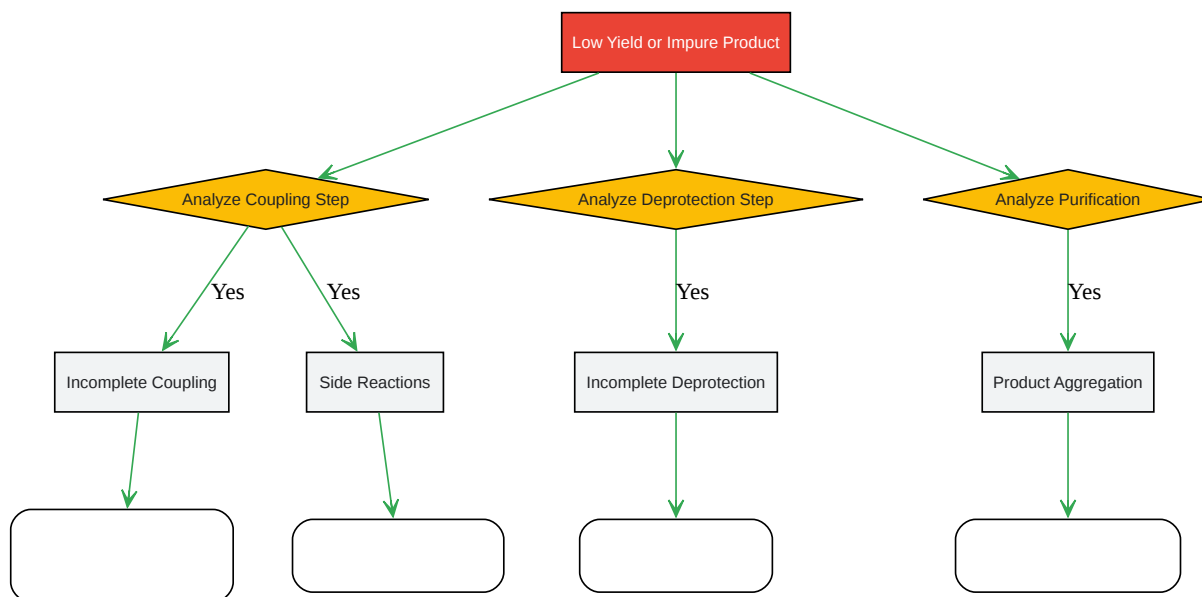 Low Yield or Impure Product
Analyze Coupling Step
Analyze Deprotection Step
Analyze Purification
Yes
Yes
Yes
Yes
Incomplete Coupling
Side Reactions
Incomplete Deprotection
Product Aggregation